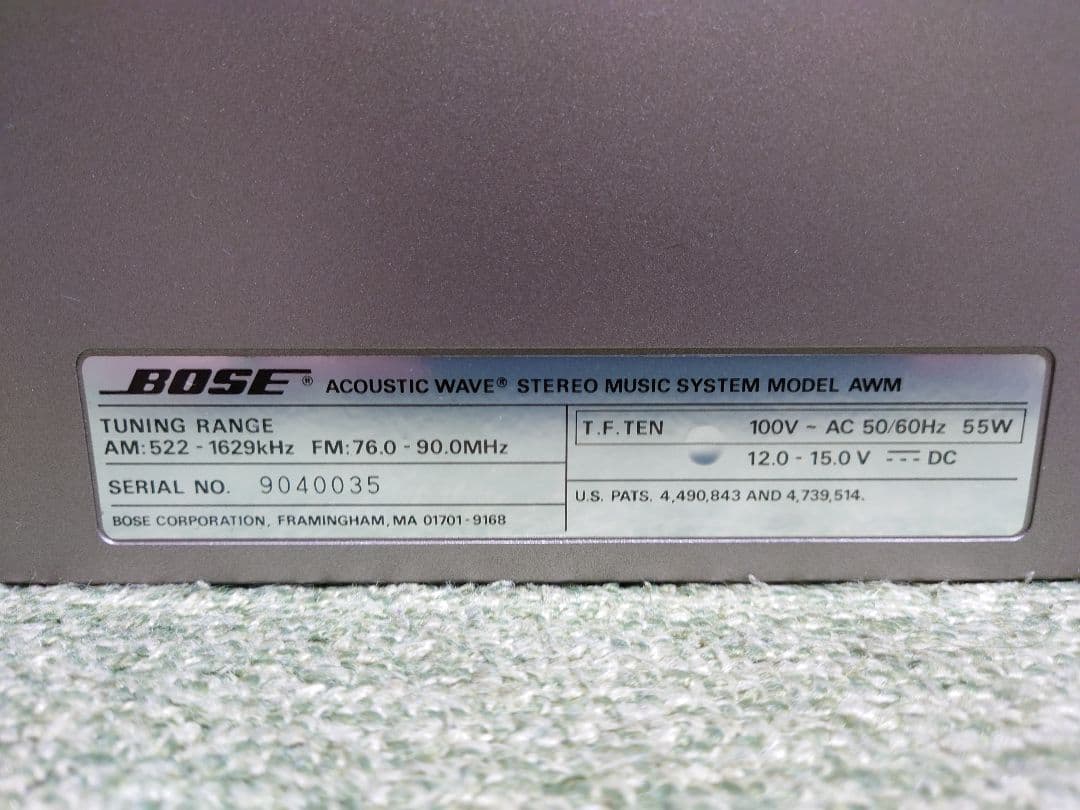 BOSE® ACOUSTIC WAVE® STEREO MUSIC SYSTEM MODEL AWM
TUNING RANGE
AM:522 - 1629kHz FM:76.0 - 90.0MHz
SERIAL NO. 9040035
BOSE CORPORATION, FRAMINGHAM, MA 01701-9168
T.F.TEN 100V ~ AC 50/60Hz 55W
12.0 - 15.0 V ⎓ DC
U.S. PATS. 4,490,843 AND 4,739,514.